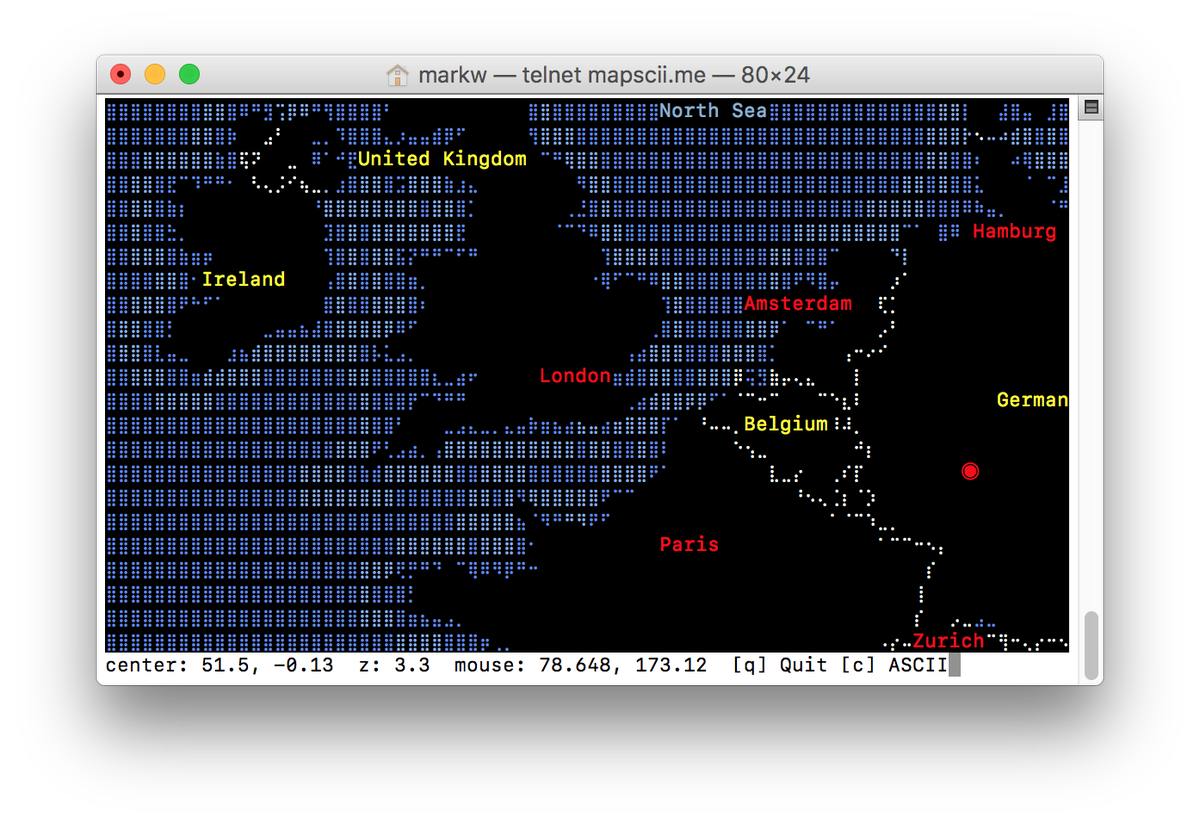 markw — telnet mapscii.me — 80×24
North Sea
United Kingdom
Hamburg
Ireland
Amsterdam
London
German
Belgium
Paris
Zurich
center: 51.5, -0.13 z: 3.3 mouse: 78.648, 173.12 [q] Quit [c] ASCII